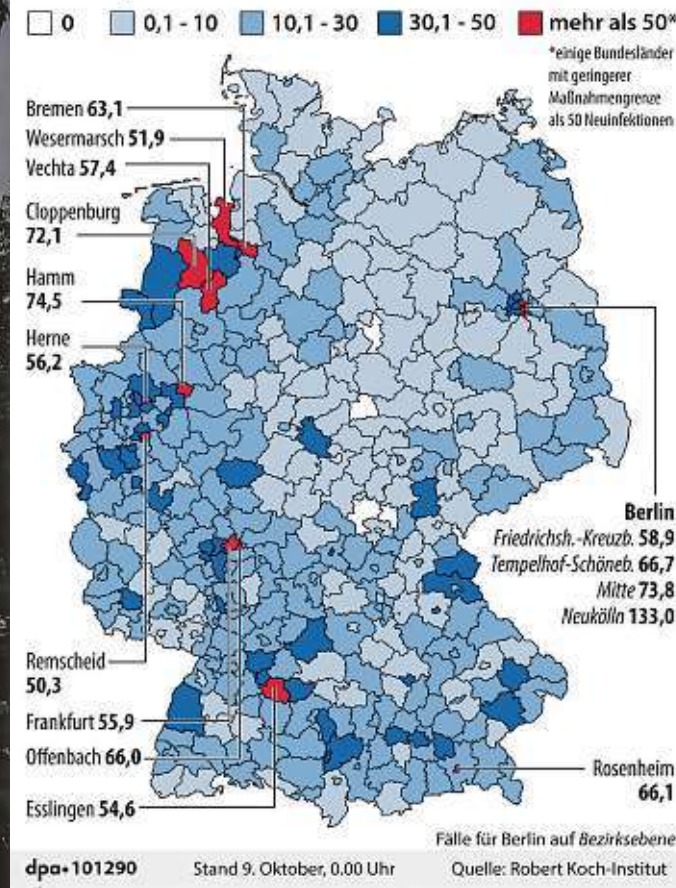 0 0,1 - 10 10,1 - 30 30,1 - 50 mehr als 50*
*einige Bundesländer
mit geringerer
Maßnahmengrenze
als 50 Neuinfektionen
Bremen 63,1
Wesermarsch 51,9
Vechta 57,4
Cloppenburg
72,1
Hamm
74,5
Herne
56,2
Berlin
Friedrichsh.-Kreuzb. 58,9
Tempelhof-Schöneb. 66,7
Mitte 73,8
Neukölln 133,0
Remscheid
50,3
Frankfurt 55,9
Offenbach 66,0
Esslingen 54,6
Rosenheim
66,1
Fälle für Berlin auf Bezirksebene
dpa•101290 Stand 9. Oktober, 0.00 Uhr Quelle: Robert Koch-Institut